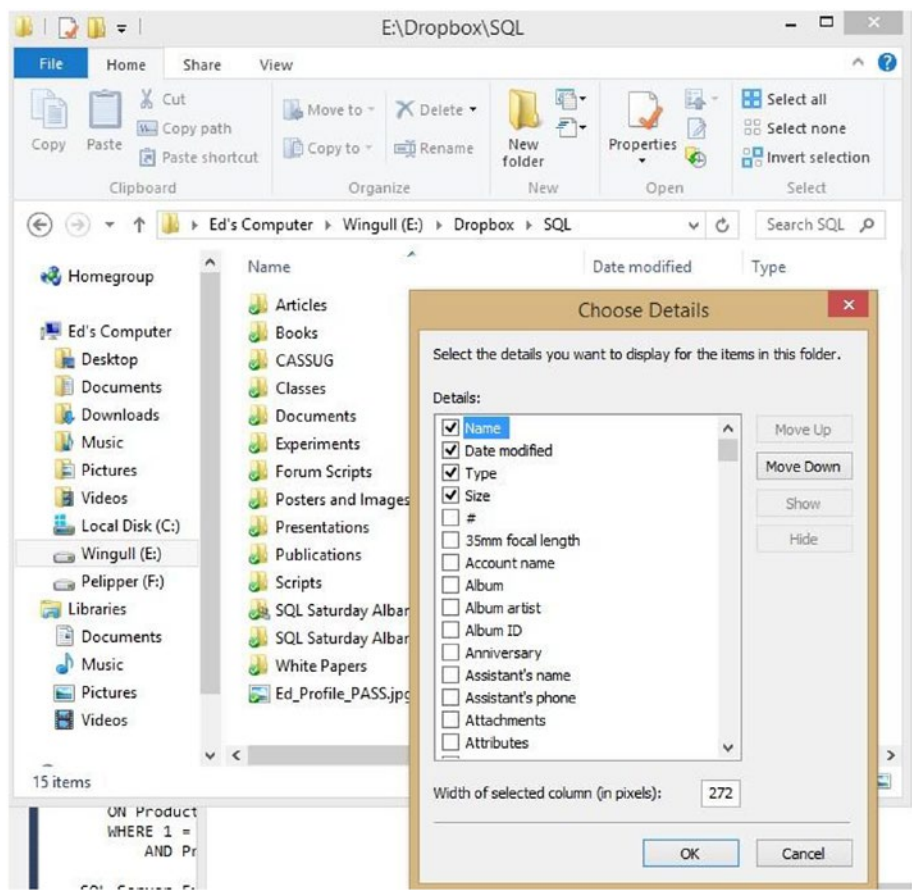 E:\Dropbox\SQL
File Home Share View
Copy
Paste
Cut
Copy path
Paste shortcut
Clipboard
Move to
Copy to
Delete
Rename
Organize
New folder
New
Properties
Open
Select all
Select none
Invert selection
Select
Ed's Computer Wingull (E:) Dropbox SQL
Search SQL
Homegroup
Ed's Computer
Desktop
Documents
Downloads
Music
Pictures
Videos
Local Disk (C:)
Wingull (E:)
Pelipper (F:)
Libraries
Documents
Music
Pictures
Videos
Name Date modified Type
Articles
Books
CASSUG
Classes
Documents
Experiments
Forum Scripts
Posters and Images
Presentations
Publications
Scripts
SQL Saturday Albar
SQL Saturday Albar
White Papers
Ed_Profile_PASS.jpg
15 items
Choose Details
Select the details you want to display for the items in this folder.
Details:
Name
Date modified
Type
Size
#
35mm focal length
Account name
Album
Album artist
Album ID
Anniversary
Assistant's name
Assistant's phone
Attachments
Attributes
Move Up
Move Down
Show
Hide
Width of selected column (in pixels): 272
OK Cancel
ON Product
WHERE 1 =
AND Pr